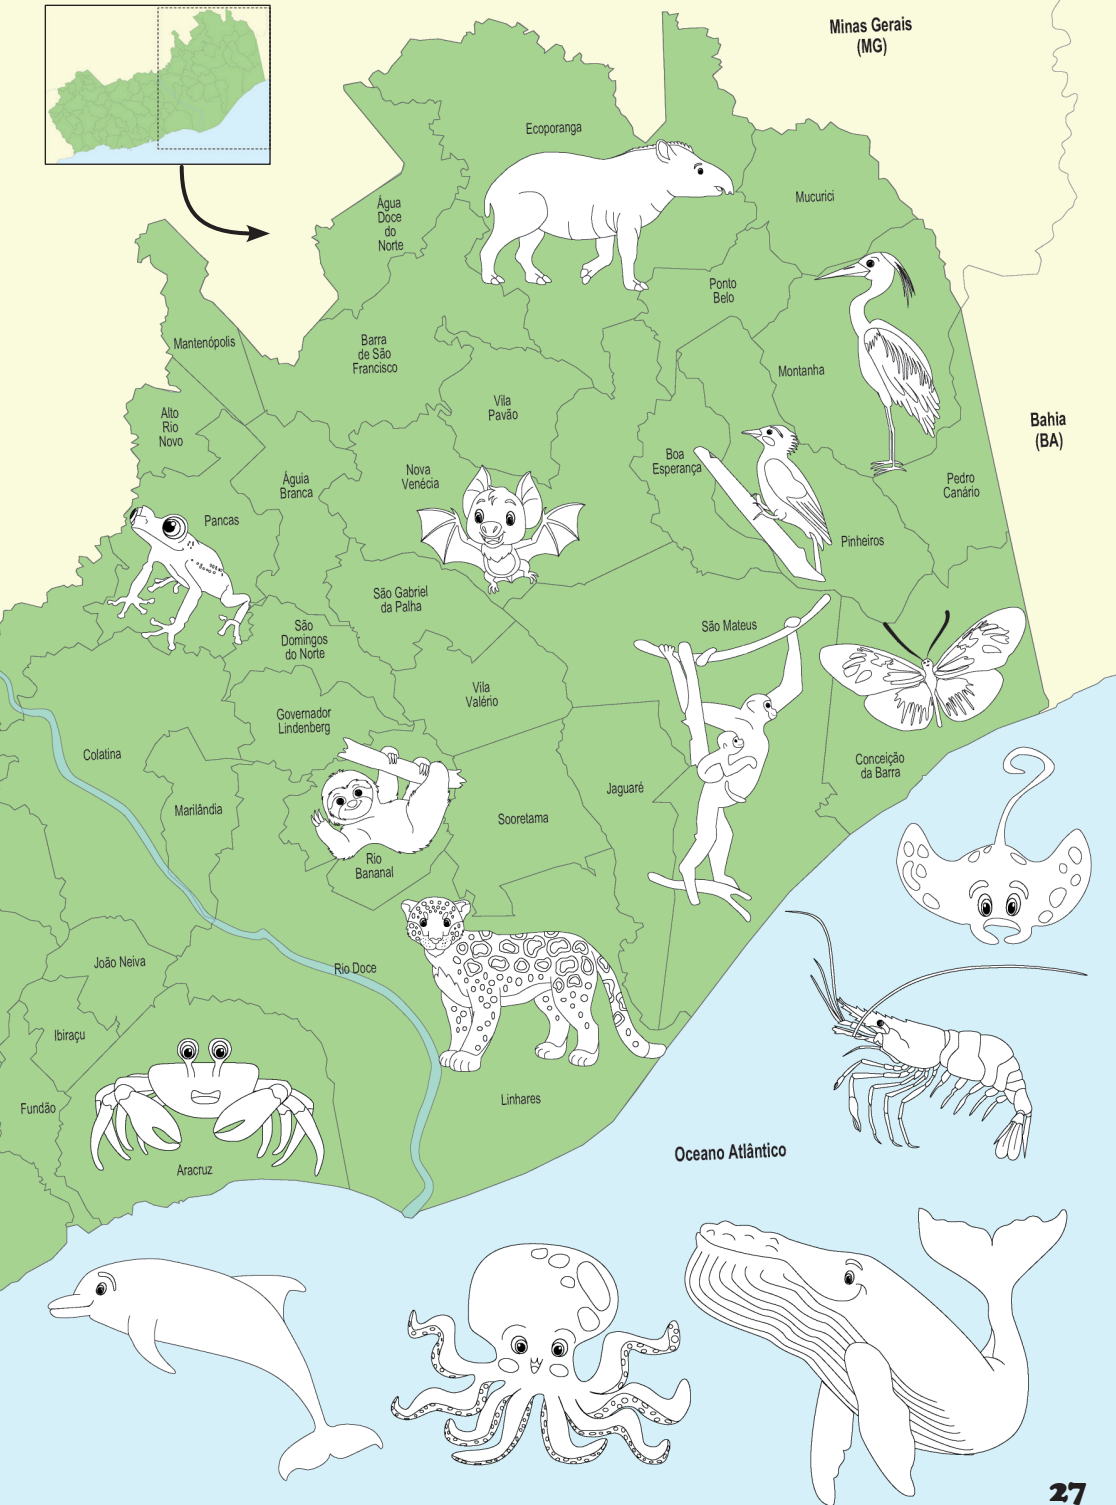 Minas Gerais
(MG)
Ecoporanga
Mucurici
Água
Doce
do
Norte
Ponto
Belo
Mantenópolis
Barra
de São
Francisco
Montanha
Vila
Pavão
Alto
Rio
Novo
Bahia
(BA)
Boa
Esperança
Nova
Venécia
Águia
Branca
Pedro
Canário
Pancas
Pinheiros
São Gabriel
da Palha
São
Domingos
do Norte
São Mateus
Vila
Valério
Governador
Lindenberg
Colatina
Conceição
da Barra
Jaguaré
Marilândia
Sooretama
Rio
Bananal
João Neiva
Rio Doce
Ibiraçu
Linhares
Fundão
Oceano Atlântico
Aracruz
27